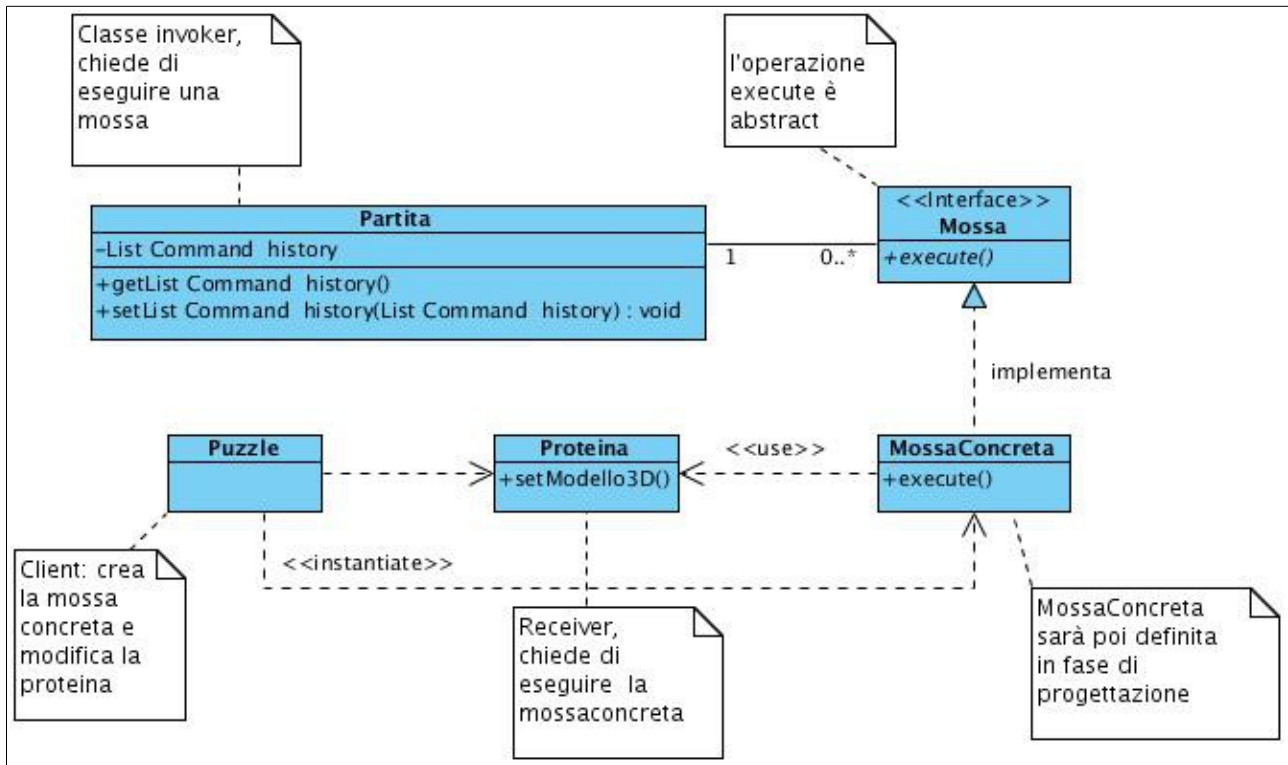 Classe invoker,
chiede di
eseguire una
mossa
l'operazione
execute è
abstract
Partita
-List Command history
+getList Command history()
+setList Command history(List Command history) : void
1
0..*
<<Interface>>
Mossa
+execute()
implementa
Puzzle
Proteina
+setModello3D()
<<use>>
MossaConcreta
+execute()
<<instantiate>>
Client: crea
la mossa
concreta e
modifica la
proteina
Receiver,
chiede di
eseguire la
mossaconcreta
MossaConcreta
sarà poi definita
in fase di
progettazione